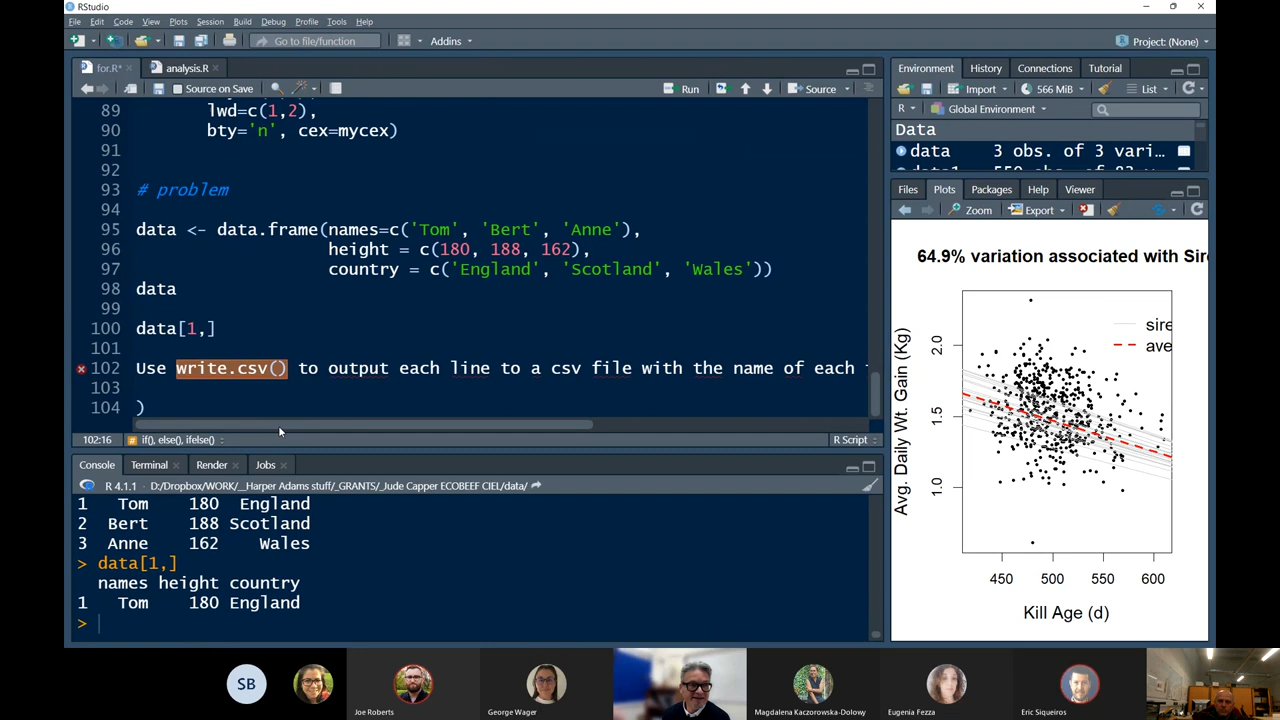 RStudio
File Edit Code View Plots Session Build Debug Profile Tools Help
Go to file/function Addins Project: (None)
for.R* analysis.R
Source on Save Run Source
89 lwd=c(1,2),
90 bty='n', cex=mycex)
91
92
93 # problem
94
95 data <- data.frame(names=c('Tom', 'Bert', 'Anne'),
96 height = c(180, 188, 162),
97 country = c('England', 'Scotland', 'Wales'))
98 data
99
100 data[1,]
101
102 Use write.csv() to output each line to a csv file with the name of each
103
104 )
102:16 if(), else(), ifelse() R Script
Console Terminal Render Jobs
R 4.1.1 · D:/Dropbox/WORK/__Harper Adams stuff/_GRANTS/_Jude Capper ECOBEEF CIEL/data/
1 Tom 180 England
2 Bert 188 Scotland
3 Anne 162 Wales
> data[1,]
names height country
1 Tom 180 England
>
Environment History Connections Tutorial
Import 566 MiB List
R Global Environment
Data
data 3 obs. of 3 vari...
Files Plots Packages Help Viewer
Zoom Export
64.9% variation associated with Sir
sire
ave
Avg. Daily Wt. Gain (Kg)
2.0
1.5
1.0
450 500 550 600
Kill Age (d)
SB
Joe Roberts
George Wager
Magdalena Kaczorowska-Dolowy
Eugenia Fezza
Eric Siqueiros